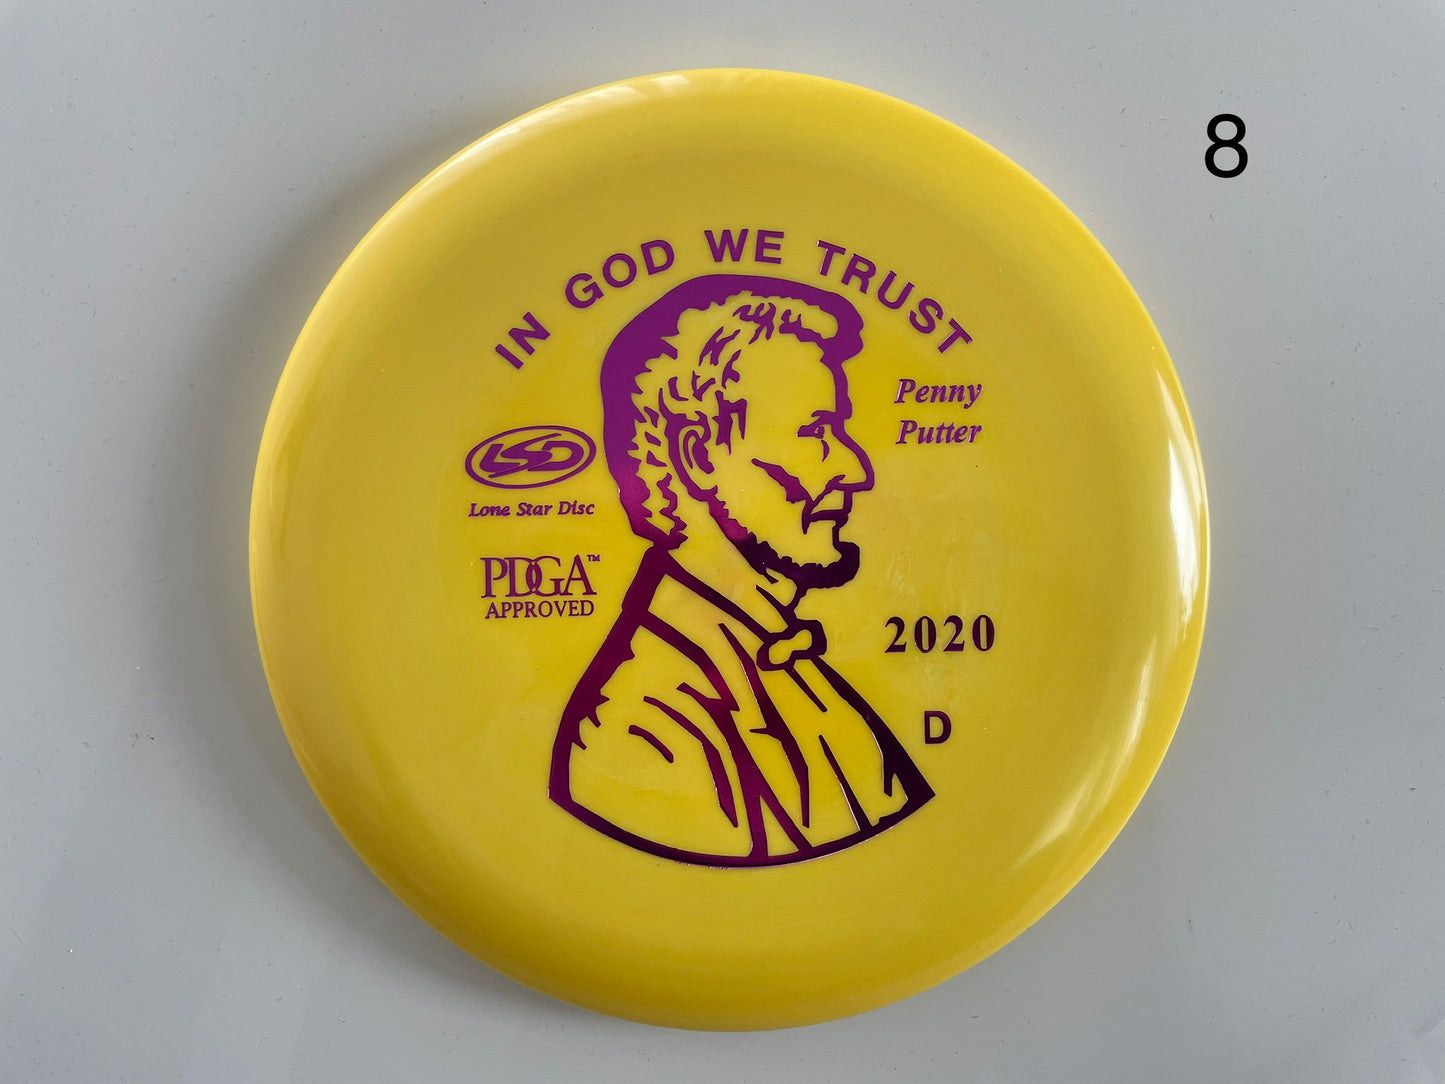 8
IN GOD WE TRUST
Penny
Putter
LSD
Lone Star Disc
PDGA™
APPROVED
2020
D